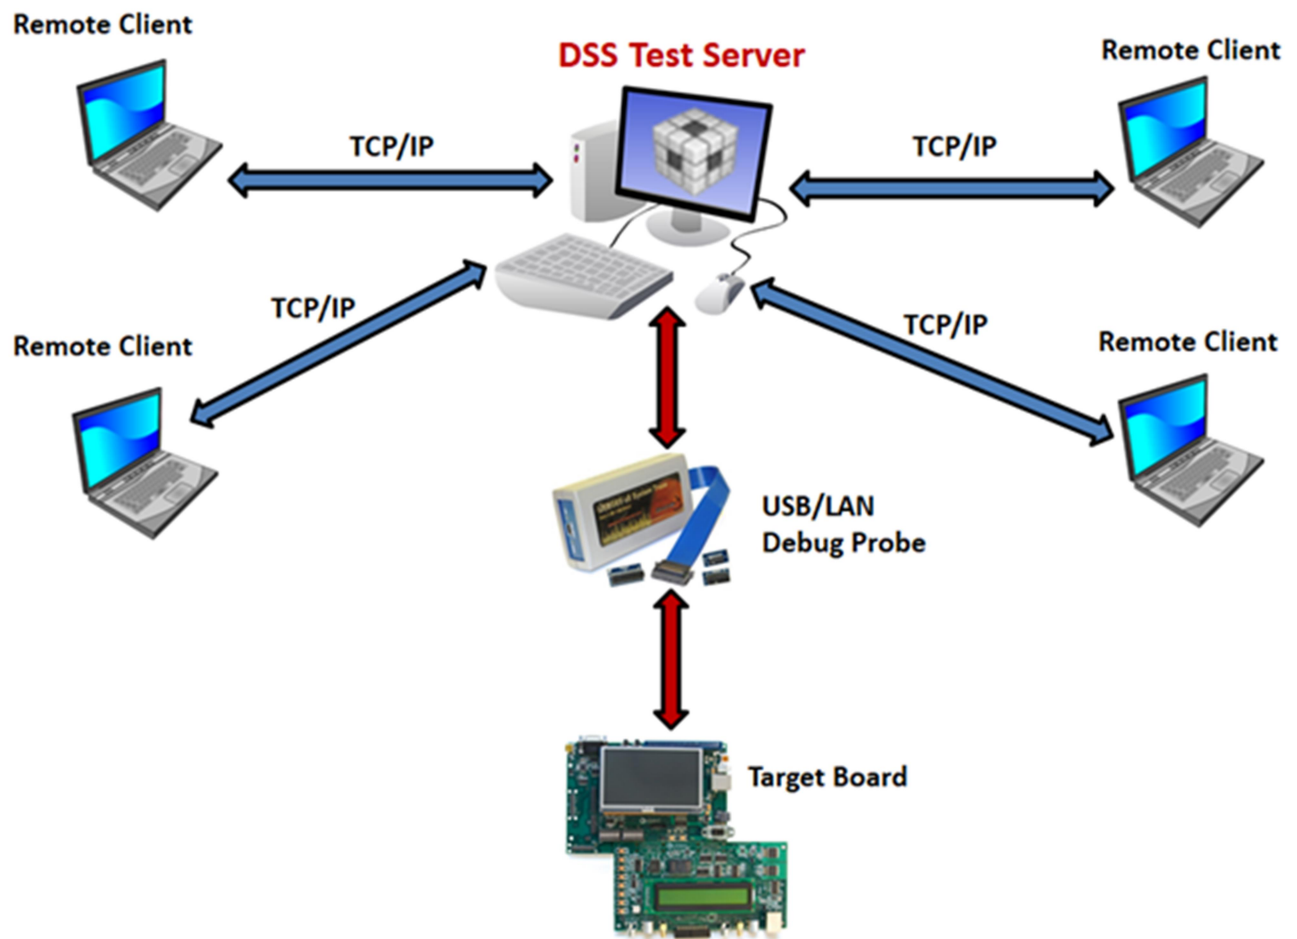 Remote Client
DSS Test Server
Remote Client
TCP/IP
TCP/IP
TCP/IP
TCP/IP
Remote Client
Remote Client
USB/LAN
Debug Probe
Target Board